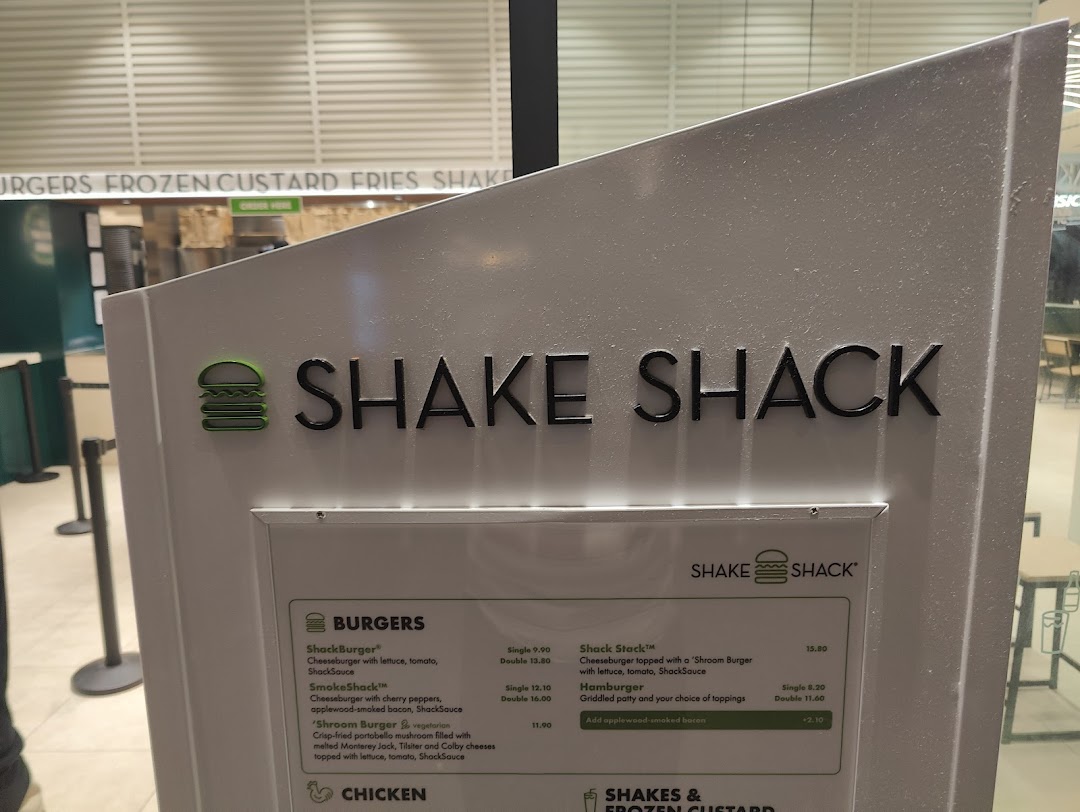 URGERS FROZEN CUSTARD FRIES SHAKE
ORDER HERE
SHAKE SHACK
SHAKE SHACK®
BURGERS
ShackBurger® Single 9.90
Cheeseburger with lettuce, tomato, Double 13.80
ShackSauce
SmokeShack™ Single 12.10
Cheeseburger with cherry peppers, Double 16.00
applewood-smoked bacon, ShackSauce
'Shroom Burger vegetarian 11.90
Crisp-fried portobello mushroom filled with
melted Monterey Jack, Tilsiter and Colby cheeses
topped with lettuce, tomato, ShackSauce
Shack Stack™ 15.80
Cheeseburger topped with a 'Shroom Burger
with lettuce, tomato, ShackSauce
Hamburger Single 8.20
Griddled patty and your choice of toppings Double 11.60
Add applewood-smoked bacon +2.10
CHICKEN
SHAKES &
FROZEN CUSTARD